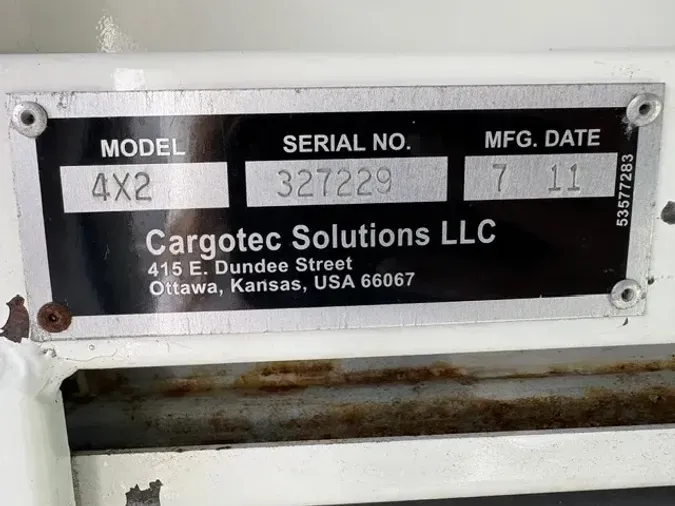 MODEL SERIAL NO. MFG. DATE
4X2 327229 7 11
Cargotec Solutions LLC
415 E. Dundee Street
Ottawa, Kansas, USA 66067
53577283